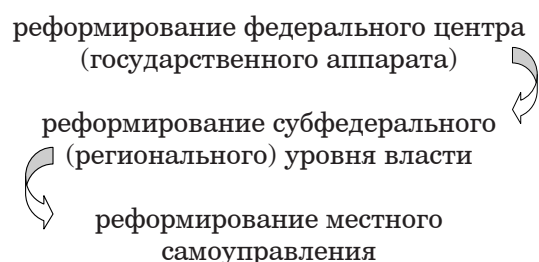 реформирование федерального центра
(государственного аппарата)
реформирование субфедерального
(регионального) уровня власти
реформирование местного
самоуправления